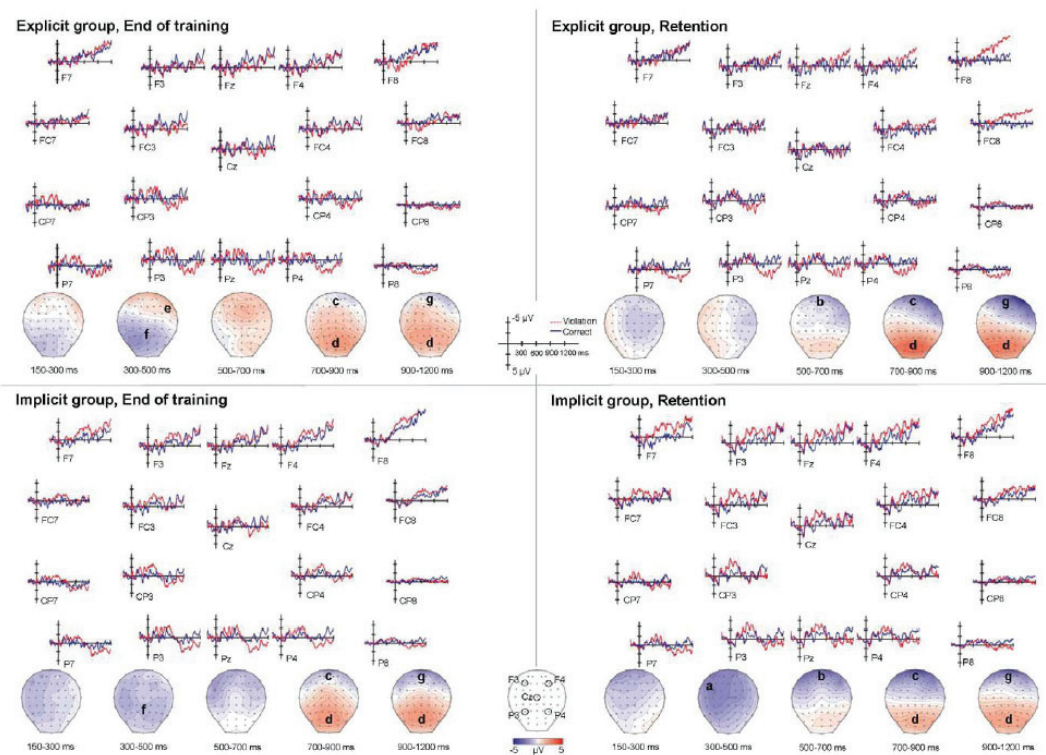 Explicit group, End of training
F7
F3
Fz
F4
F8
FC7
FC3
Cz
FC4
FC8
CP7
CP3
CP4
CP8
P7
P3
Pz
P4
P8
e
f
c
d
g
d
150-300 ms
300-500 ms
500-700 ms
700-900 ms
900-1200 ms
Explicit group, Retention
F7
F3
Fz
F4
F8
FC7
FC3
Cz
FC4
FC8
CP7
CP3
CP4
CP8
P7
P3
Pz
P4
P8
b
c
d
g
d
150-300 ms
300-500 ms
500-700 ms
700-900 ms
900-1200 ms
-5 µV
Violation
Correct
300 600 900 1200 ms
5 µV
Implicit group, End of training
F7
F3
Fz
F4
F8
FC7
FC3
Cz
FC4
FC8
CP7
CP3
CP4
CP8
P7
P3
Pz
P4
P8
f
c
d
g
d
150-300 ms
300-500 ms
500-700 ms
700-900 ms
900-1200 ms
F3 F4
Cz
P3 P4
-5 µV 5
Implicit group, Retention
F7
F3
Fz
F4
F8
FC7
FC3
Cz
FC4
FC8
CP7
CP3
CP4
CP8
P7
P3
Pz
P4
P8
a
b
c
d
g
d
150-300 ms
300-500 ms
500-700 ms
700-900 ms
900-1200 ms